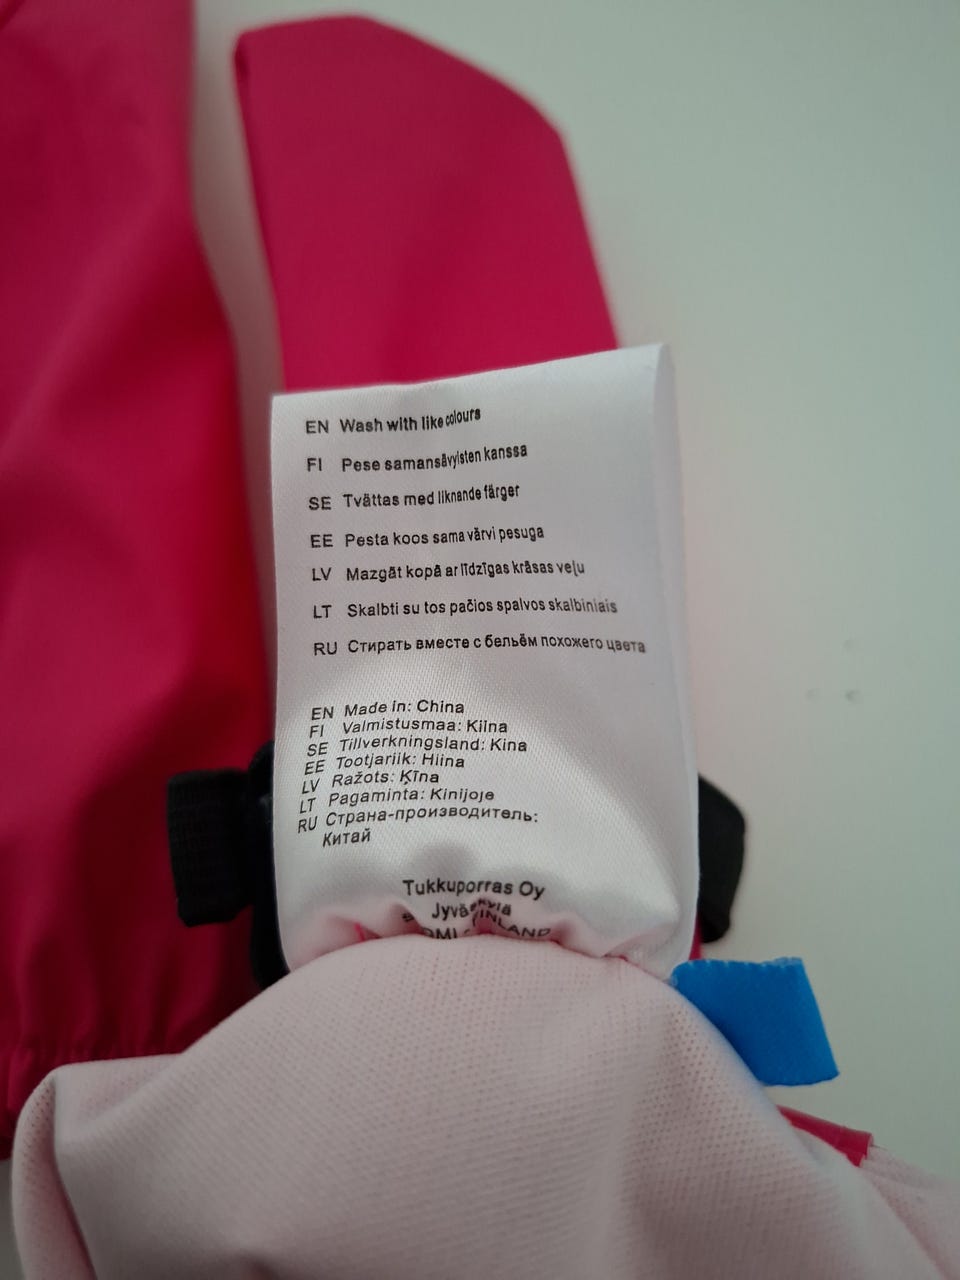 EN Wash with like colours
FI Pese samansävyisten kanssa
SE Tvättas med liknande färger
EE Pesta koos sama värvi pesuga
LV Mazgāt kopā ar līdzīgas krāsas veļu
LT Skalbti su tos pačios spalvos skalbiniais
RU Стирать вместе с бельём похожего цвета
EN Made in: China
FI Valmistusmaa: Kiina
SE Tillverkningsland: Kina
EE Tootjariik: Hiina
LV Ražots: Ķīna
LT Pagaminta: Kinijoje
RU Страна-производитель:
Китай
Tukkuporras Oy
Jyväskylä
FINLAND